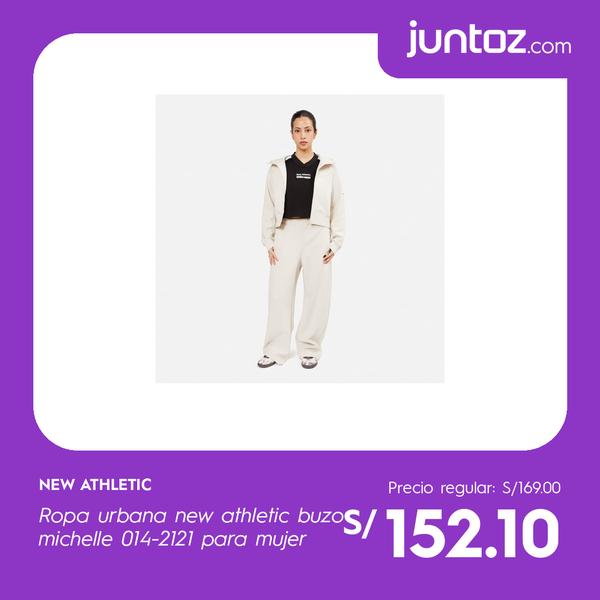 juntoz.com
NEW ATHLETIC
Ropa urbana new athletic buzo
michelle 014-2121 para mujer
Precio regular: S/169.00
S/ 152.10